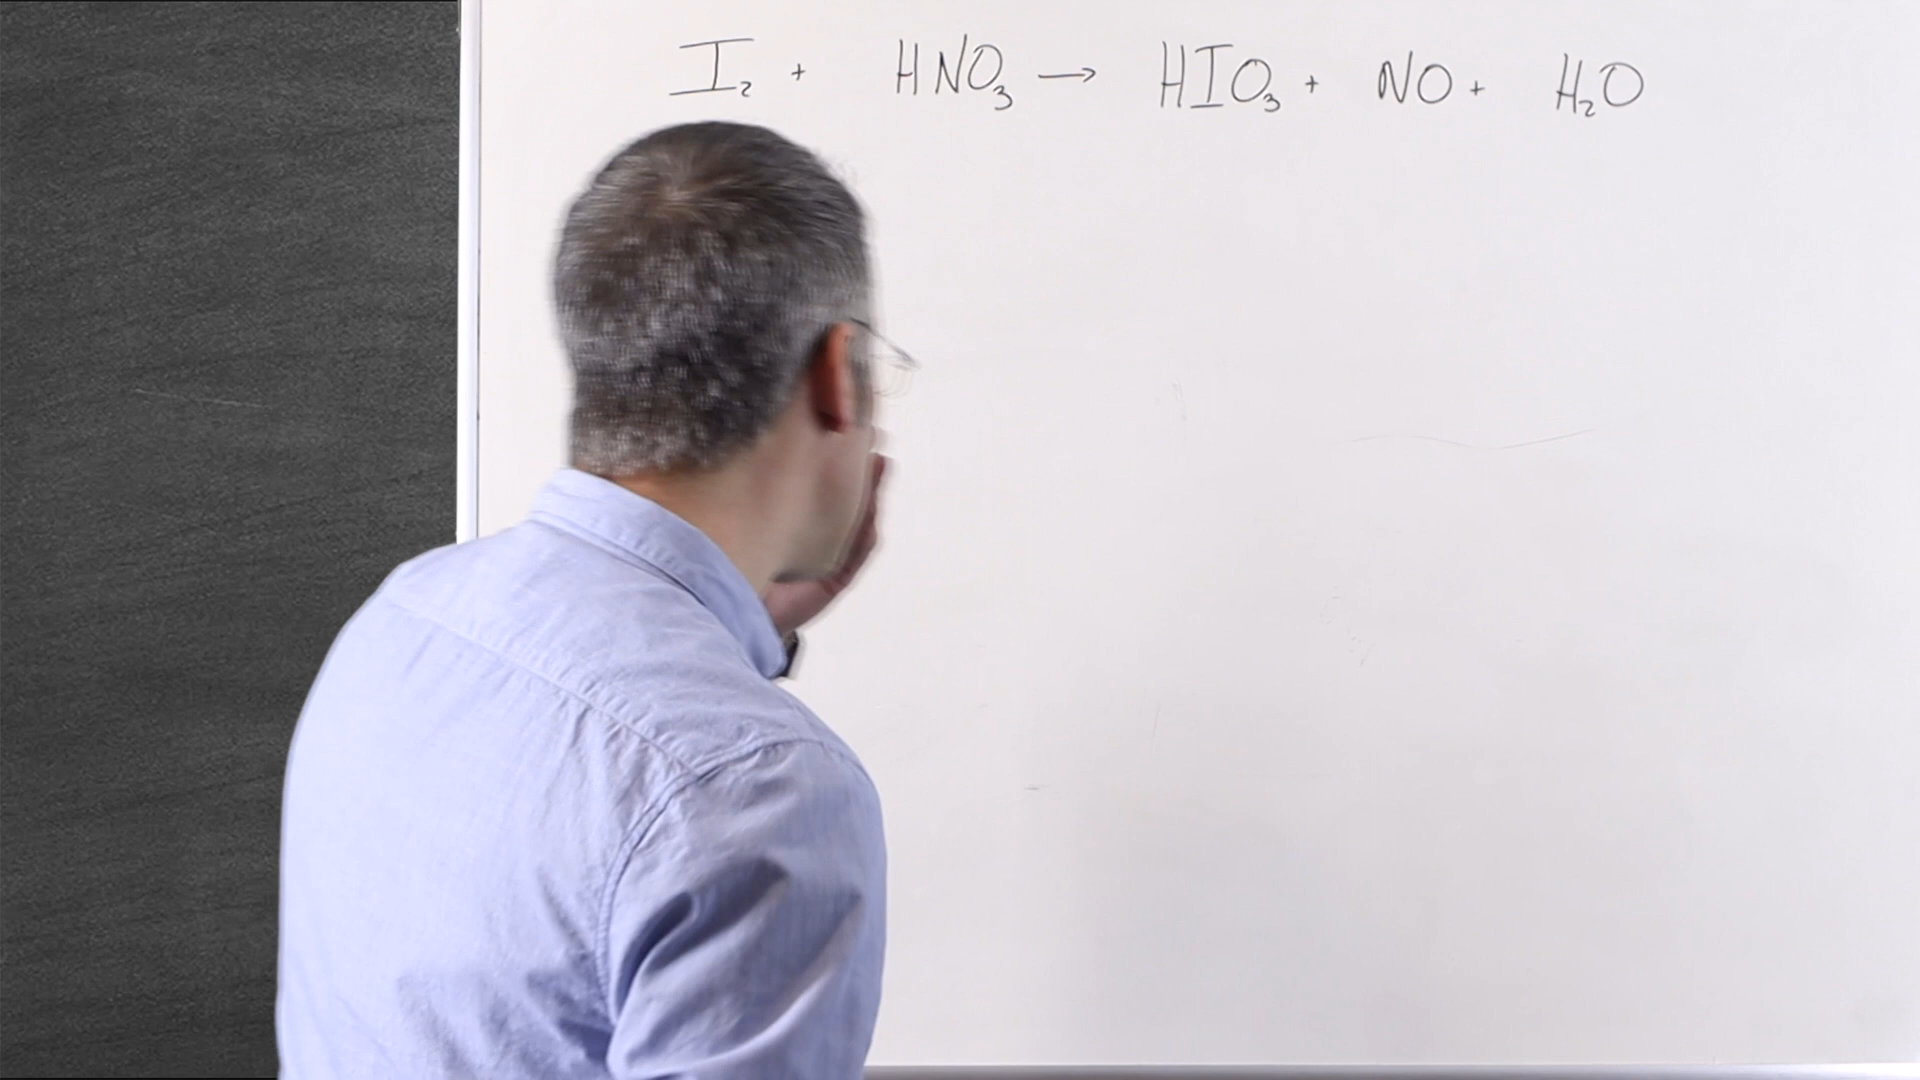 I₂ + HNO₃ → HIO₃ + NO + H₂O